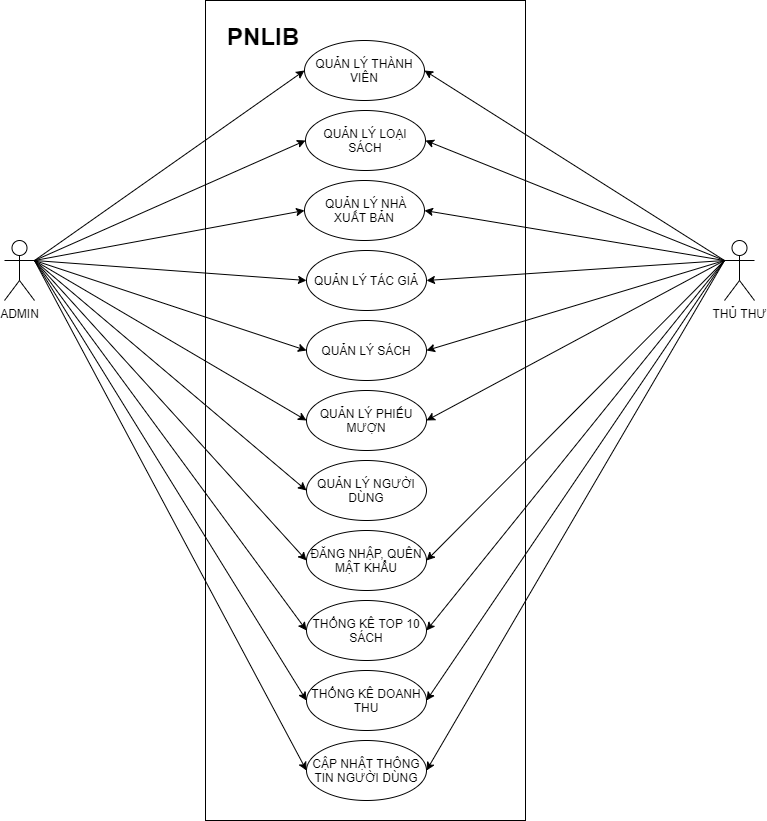 PNLIB
QUẢN LÝ THÀNH
VIÊN
QUẢN LÝ LOẠI
SÁCH
QUẢN LÝ NHÀ
XUẤT BẢN
QUẢN LÝ TÁC GIẢ
ADMIN
THỦ THƯ
QUẢN LÝ SÁCH
QUẢN LÝ PHIẾU
MƯỢN
QUẢN LÝ NGƯỜI
DÙNG
ĐĂNG NHẬP, QUÊN
MẬT KHẨU
THỐNG KÊ TOP 10
SÁCH
THỐNG KÊ DOANH
THU
CẬP NHẬT THÔNG
TIN NGƯỜI DÙNG